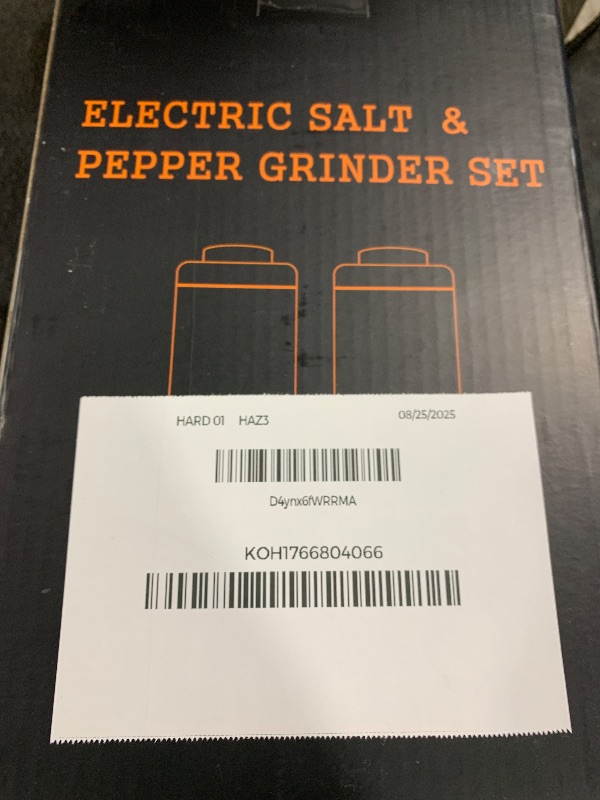 ELECTRIC SALT &
PEPPER GRINDER SET
HARD 01 HAZ3 08/25/2025
D4ynx6fWRRMA
KOH1766804066